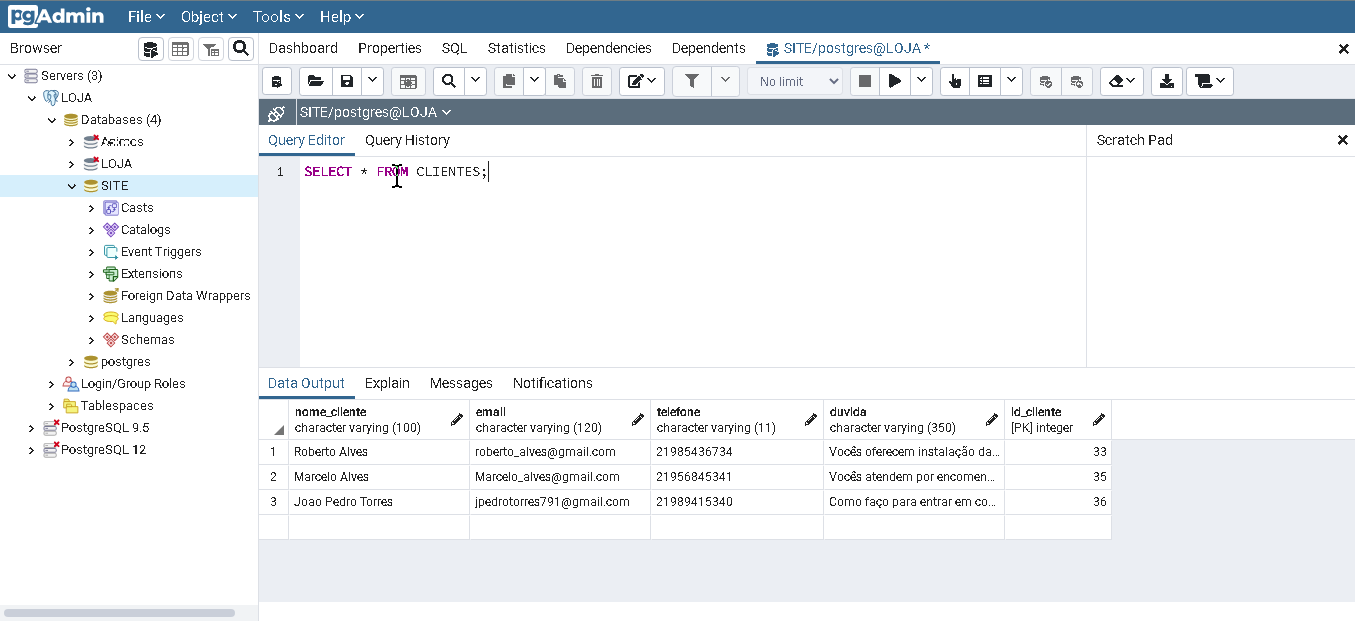 pgAdmin File Object Tools Help
Browser
Dashboard Properties SQL Statistics Dependencies Dependents SITE/postgres@LOJA *
No limit
Servers (3)
LOJA
Databases (4)
LOJA
SITE
Casts
Catalogs
Event Triggers
Extensions
Foreign Data Wrappers
Languages
Schemas
postgres
Login/Group Roles
Tablespaces
PostgreSQL 9.5
PostgreSQL 12
SITE/postgres@LOJA
Query Editor Query History
Scratch Pad
1 SELECT * FROM CLIENTES;
Data Output Explain Messages Notifications
nome_cliente email telefone duvida id_cliente
character varying (100) character varying (120) character varying (11) character varying (350) [PK] integer
1 Roberto Alves roberto_alves@gmail.com 21985436734 Vocês oferecem instalação da... 33
2 Marcelo Alves Marcelo_alves@gmail.com 21956845341 Vocês atendem por encomen... 35
3 Joao Pedro Torres jpedrotorres791@gmail.com 21989415340 Como faço para entrar em co... 36